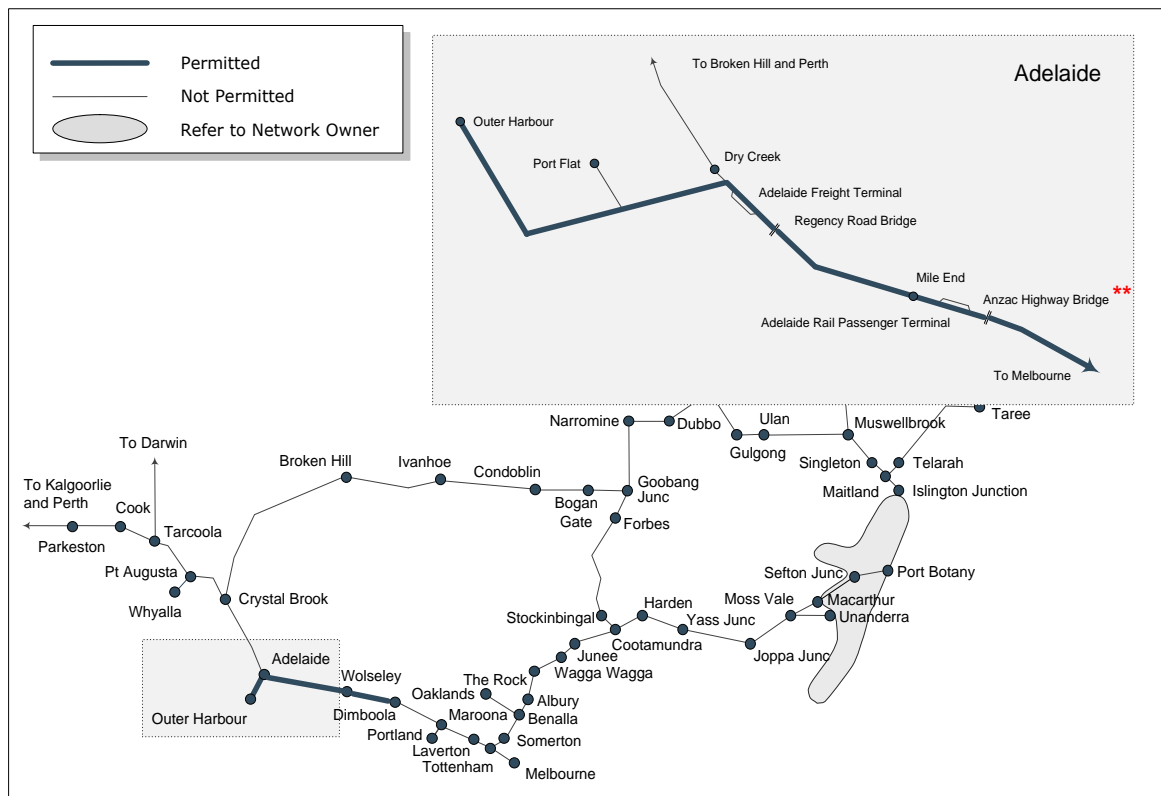 Permitted
Not Permitted
Refer to Network Owner
Adelaide
To Broken Hill and Perth
Outer Harbour
Port Flat
Dry Creek
Adelaide Freight Terminal
Regency Road Bridge
Mile End
Anzac Highway Bridge **
Adelaide Rail Passenger Terminal
To Melbourne
Taree
Narromine
Dubbo
Ulan
Gulgong
Muswellbrook
Singleton
Telarah
Maitland
Islington Junction
To Darwin
Broken Hill
Ivanhoe
Condoblin
Bogan
Gate
Goobang
Junc
Forbes
To Kalgoorlie
and Perth
Cook
Parkeston
Tarcoola
Pt Augusta
Whyalla
Crystal Brook
Sefton Junc
Port Botany
Moss Vale
Macarthur
Unanderra
Stockinbingal
Harden
Yass Junc
Cootamundra
Joppa Junc
Junee
Wagga Wagga
The Rock
Adelaide
Wolseley
Oaklands
Albury
Outer Harbour
Dimboola
Maroona
Benalla
Portland
Laverton
Somerton
Tottenham
Melbourne